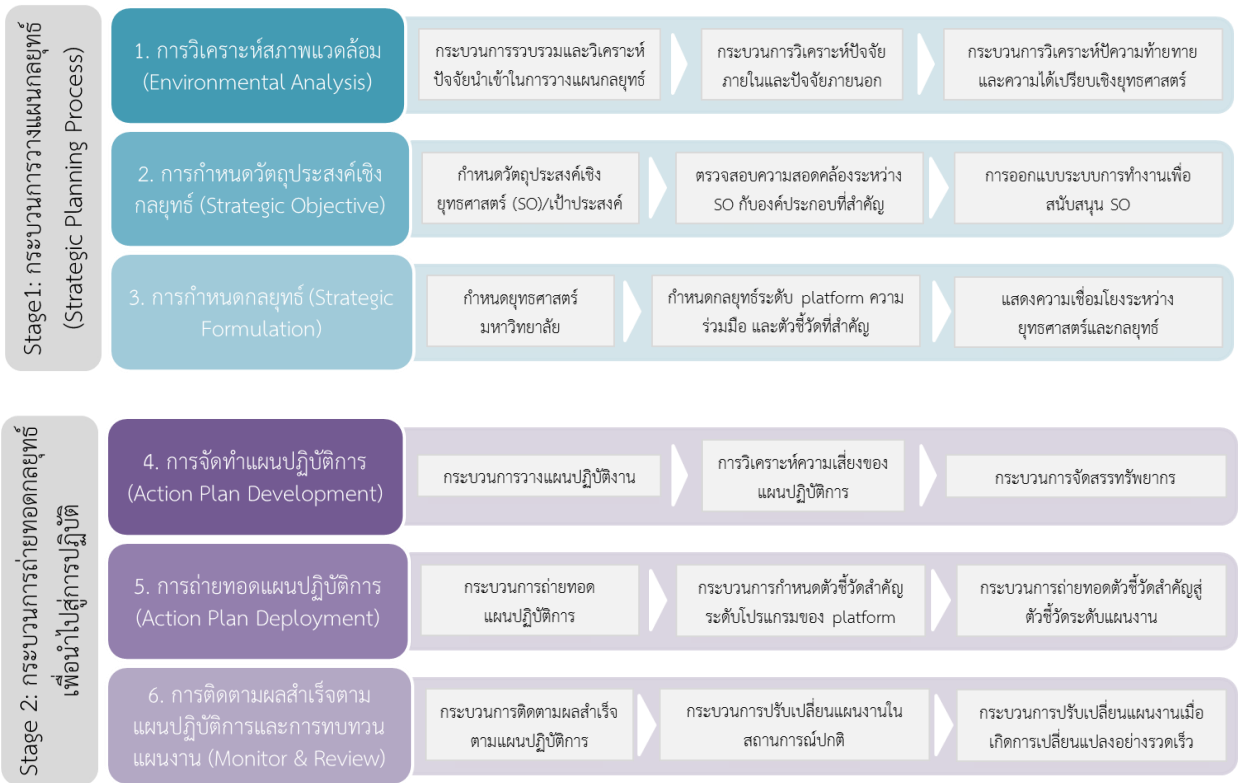 Stage1: กระบวนการวางแผนกลยุทธ์
(Strategic Planning Process)
1. การวิเคราะห์สภาพแวดล้อม
(Environmental Analysis)
กระบวนการรวบรวมและวิเคราะห์
ปัจจัยนำเข้าในการวางแผนกลยุทธ์
กระบวนการวิเคราะห์ปัจจัย
ภายในและปัจจัยภายนอก
กระบวนการวิเคราะห์ปัความท้ายทาย
และความได้เปรียบเชิงยุทธศาสตร์
2. การกำหนดวัตถุประสงค์เชิง
กลยุทธ์ (Strategic Objective)
กำหนดวัตถุประสงค์เชิง
ยุทธศาสตร์ (SO)/เป้าประสงค์
ตรวจสอบความสอดคล้องระหว่าง
SO กับองค์ประกอบที่สำคัญ
การออกแบบระบบการทำงานเพื่อ
สนับสนุน SO
3. การกำหนดกลยุทธ์ (Strategic
Formulation)
กำหนดยุทธศาสตร์
มหาวิทยาลัย
กำหนดกลยุทธ์ระดับ platform ความ
ร่วมมือ และตัวชี้วัดที่สำคัญ
แสดงความเชื่อมโยงระหว่าง
ยุทธศาสตร์และกลยุทธ์
Stage 2: กระบวนการถ่ายทอดกลยุทธ์
เพื่อนำไปสู่การปฏิบัติ
4. การจัดทำแผนปฏิบัติการ
(Action Plan Development)
กระบวนการวางแผนปฏิบัติงาน
การวิเคราะห์ความเสี่ยงของ
แผนปฏิบัติการ
กระบวนการจัดสรรทรัพยากร
5. การถ่ายทอดแผนปฏิบัติการ
(Action Plan Deployment)
กระบวนการถ่ายทอด
แผนปฏิบัติการ
กระบวนการกำหนดตัวชี้วัดสำคัญ
ระดับโปรแกรมของ platform
กระบวนการถ่ายทอดตัวชี้วัดสำคัญสู่
ตัวชี้วัดระดับแผนงาน
6. การติดตามผลสำเร็จตาม
แผนปฏิบัติการและการทบทวน
แผนงาน (Monitor & Review)
กระบวนการติดตามผลสำเร็จ
ตามแผนปฏิบัติการ
กระบวนการปรับเปลี่ยนแผนงานใน
สถานการณ์ปกติ
กระบวนการปรับเปลี่ยนแผนงานเมื่อ
เกิดการเปลี่ยนแปลงอย่างรวดเร็ว